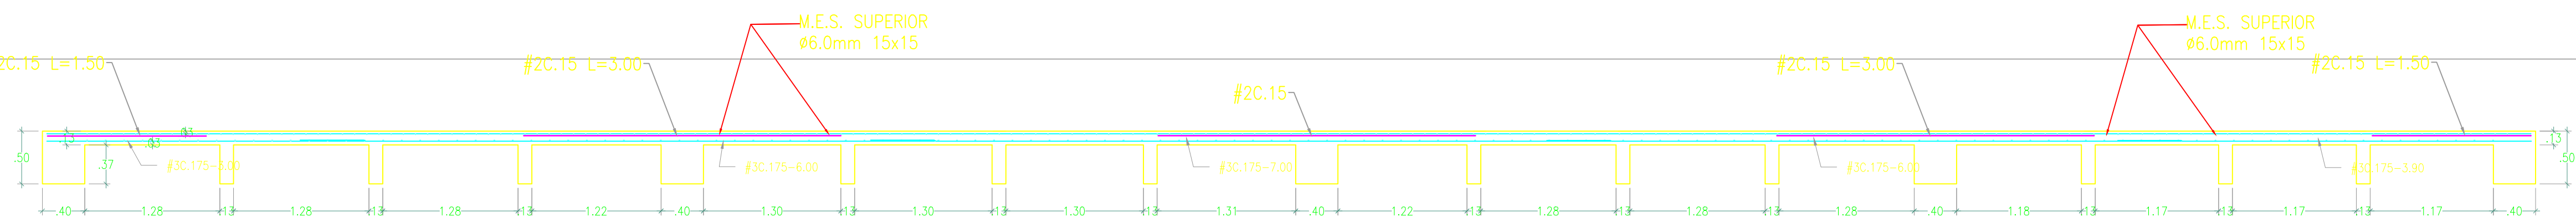 M.E.S. SUPERIOR
Ø6.0mm 15x15
M.E.S. SUPERIOR
Ø6.0mm 15x15
2C.15 L=1.50
#2C.15 L=3.00
#2C.15
#2C.15 L=3.00
#2C.15 L=1.50
.13
.03
.03
.13
.50
.37
.50
#3C.175-6.00
#3C.175-7.00
#3C.175-6.00
#3C.175-3.90
.40 1.28 .13 1.28 .13 1.28 .13 1.22 .40 1.30 .13 1.30 .13 1.30 .13 1.31 .40 1.22 .13 1.28 .13 1.28 .13 1.28 .40 1.18 .13 1.17 .13 1.17 .13 1.17 .40